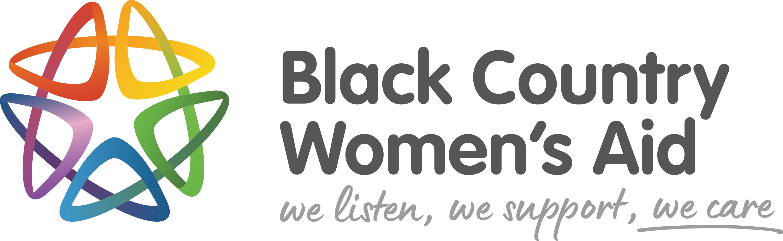 Black Country
Women's Aid
we listen, we support, we care